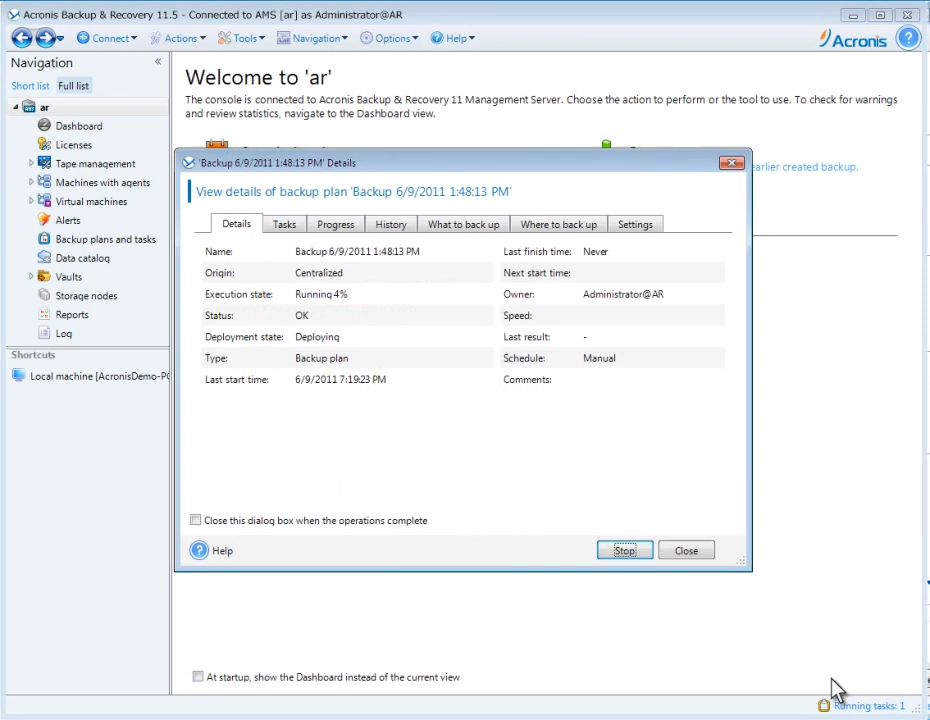 Acronis Backup & Recovery 11.5 - Connected to AMS [ar] as Administrator@AR
Connect
Actions
Tools
Navigation
Options
Help
Acronis
?
Navigation
«
Short list
Full list
ar
Dashboard
Licenses
Tape management
Machines with agents
Virtual machines
Alerts
Backup plans and tasks
Data catalog
Vaults
Storage nodes
Reports
Log
Shortcuts
Local machine [AcronisDemo-PC
Welcome to 'ar'
The console is connected to Acronis Backup & Recovery 11 Management Server. Choose the action to perform or the tool to use. To check for warnings
and review statistics, navigate to the Dashboard view.
earlier created backup.
'Backup 6/9/2011 1:48:13 PM' Details
View details of backup plan 'Backup 6/9/2011 1:48:13 PM'
Details
Tasks
Progress
History
What to back up
Where to back up
Settings
Name: Backup 6/9/2011 1:48:13 PM
Origin: Centralized
Execution state: Running 4%
Status: OK
Deployment state: Deploying
Type: Backup plan
Last start time: 6/9/2011 7:19:23 PM
Last finish time: Never
Next start time:
Owner: Administrator@AR
Speed:
Last result: -
Schedule: Manual
Comments:
Close this dialog box when the operations complete
? Help
Stop
Close
At startup, show the Dashboard instead of the current view
Running tasks: 1